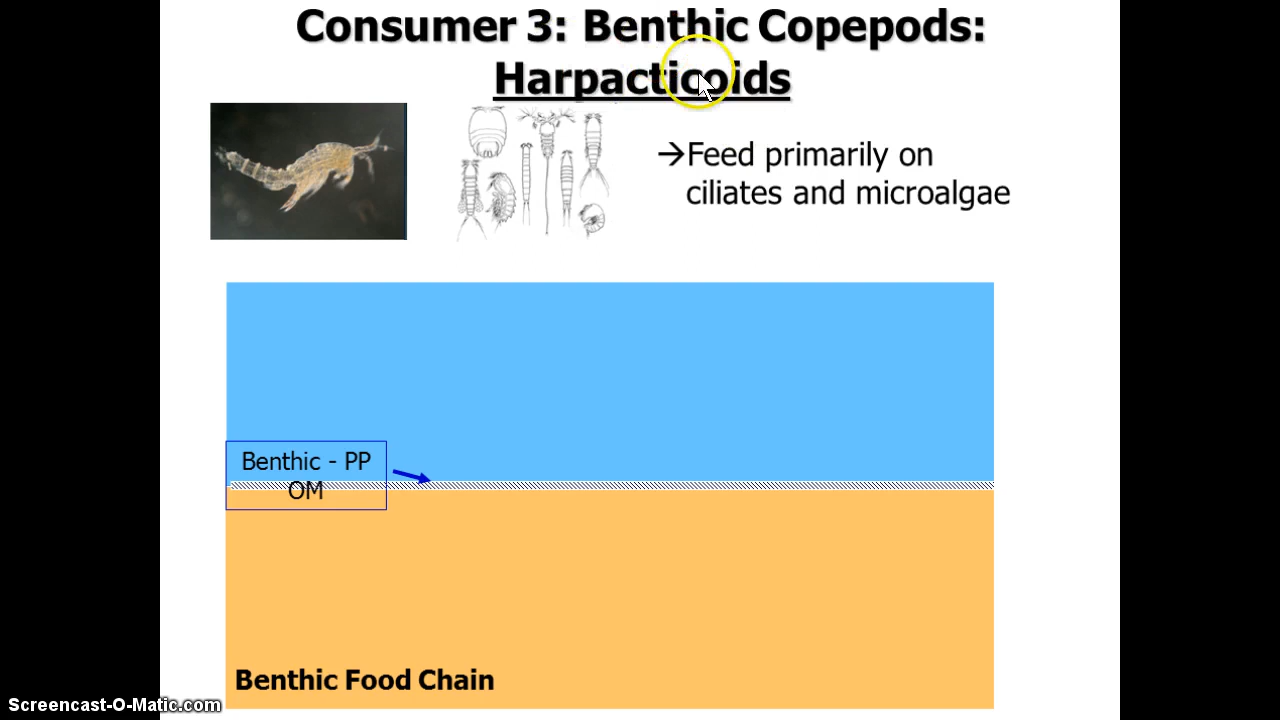 Consumer 3: Benthic Copepods:
Harpacticoids
→Feed primarily on
ciliates and microalgae
Benthic - PP
OM
Benthic Food Chain
Screencast-O-Matic.com